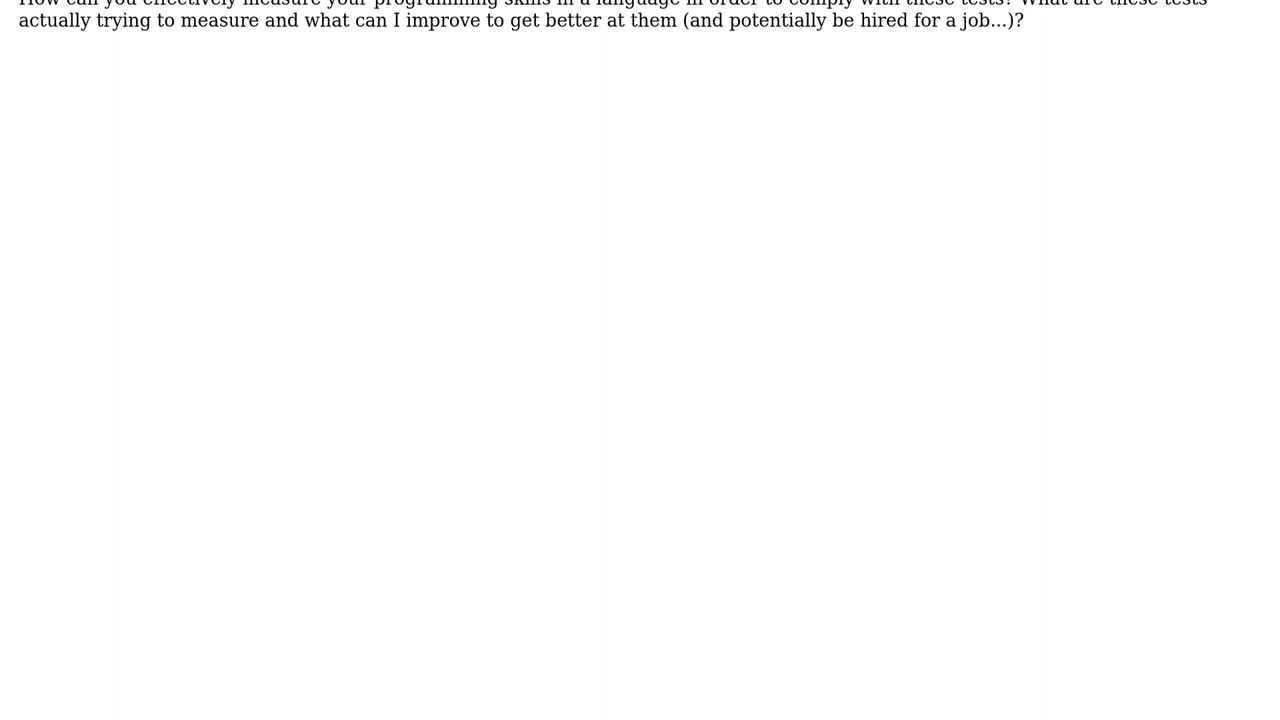 How can you effectively measure your programming skills in a language in order to comply with these tests? What are these tests
actually trying to measure and what can I improve to get better at them (and potentially be hired for a job...)?